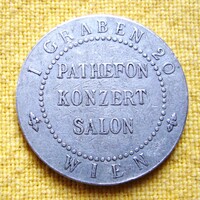 I GRABEN 20
PATHEFON
KONZERT
SALON
WIEN